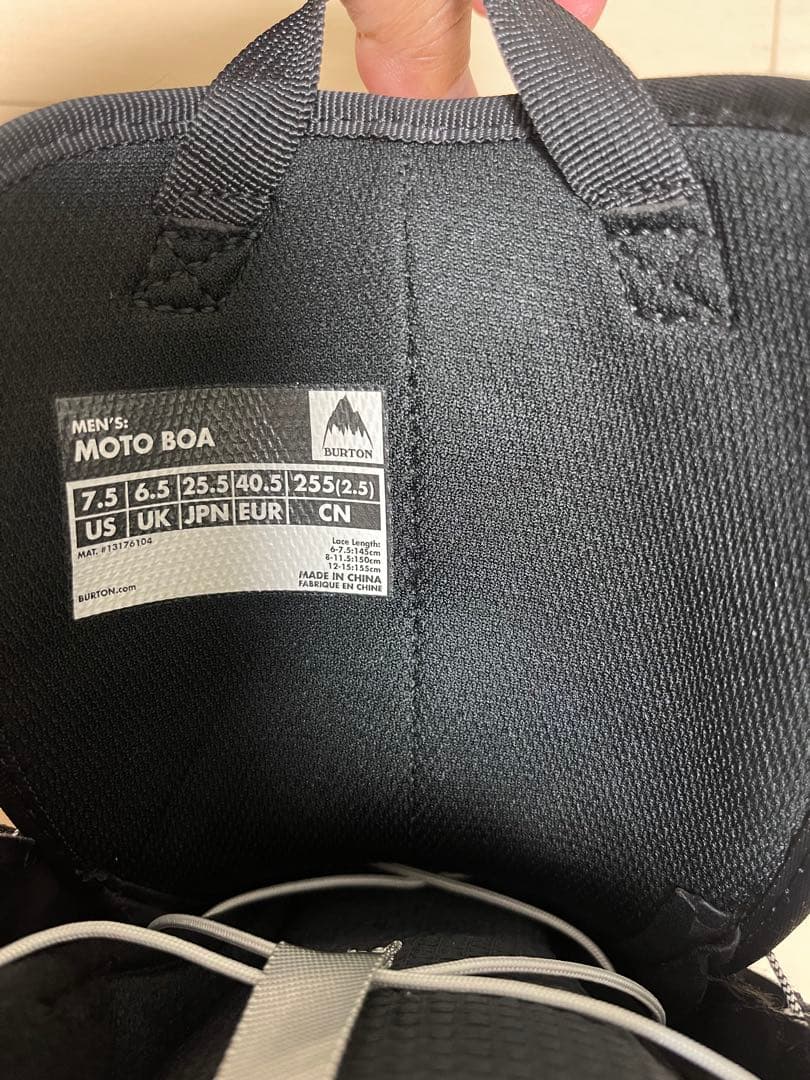 MEN'S:
MOTO BOA
BURTON
7.5 6.5 25.5 40.5 255(2.5)
US UK JPN EUR CN
MAT. #13176104
Lace Length:
6-7.5:145cm
8-11.5:150cm
12-15:155cm
MADE IN CHINA
FABRIQUE EN CHINE
BURTON.com